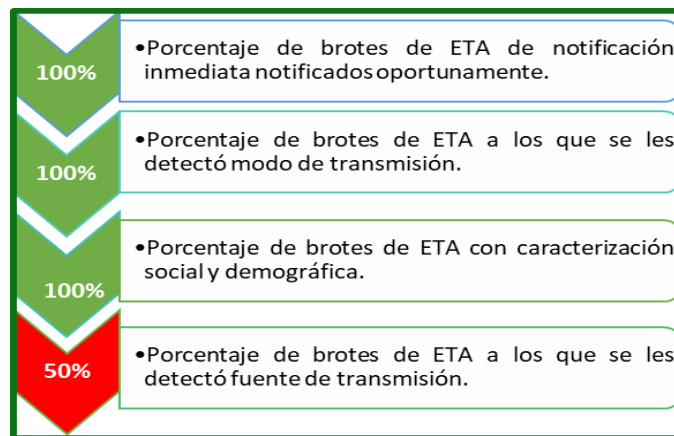 100%
•Porcentaje de brotes de ETA de notificación
inmediata notificados oportunamente.
100%
•Porcentaje de brotes de ETA a los que se les
detectó modo de transmisión.
100%
•Porcentaje de brotes de ETA con caracterización
social y demográfica.
50%
•Porcentaje de brotes de ETA a los que se les
detectó fuente de transmisión.